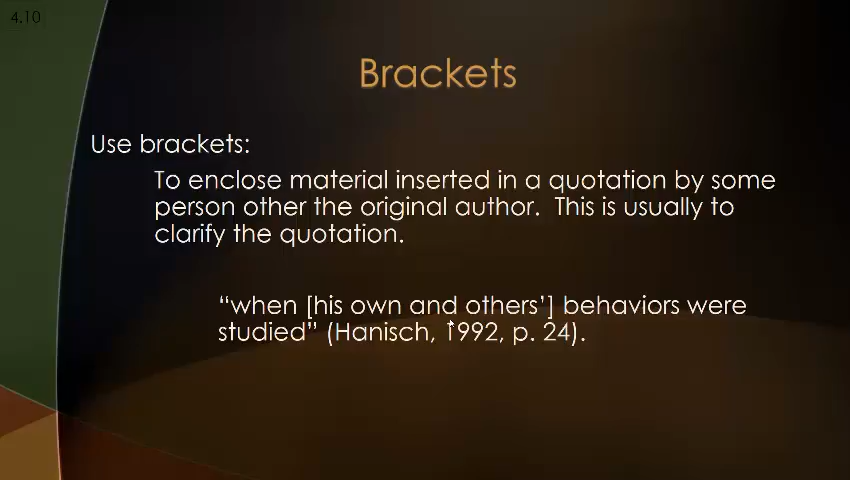 4.10
Brackets
Use brackets:
To enclose material inserted in a quotation by some
person other the original author.  This is usually to
clarify the quotation.
“when [his own and others’] behaviors were
studied” (Hanisch, 1992, p. 24).